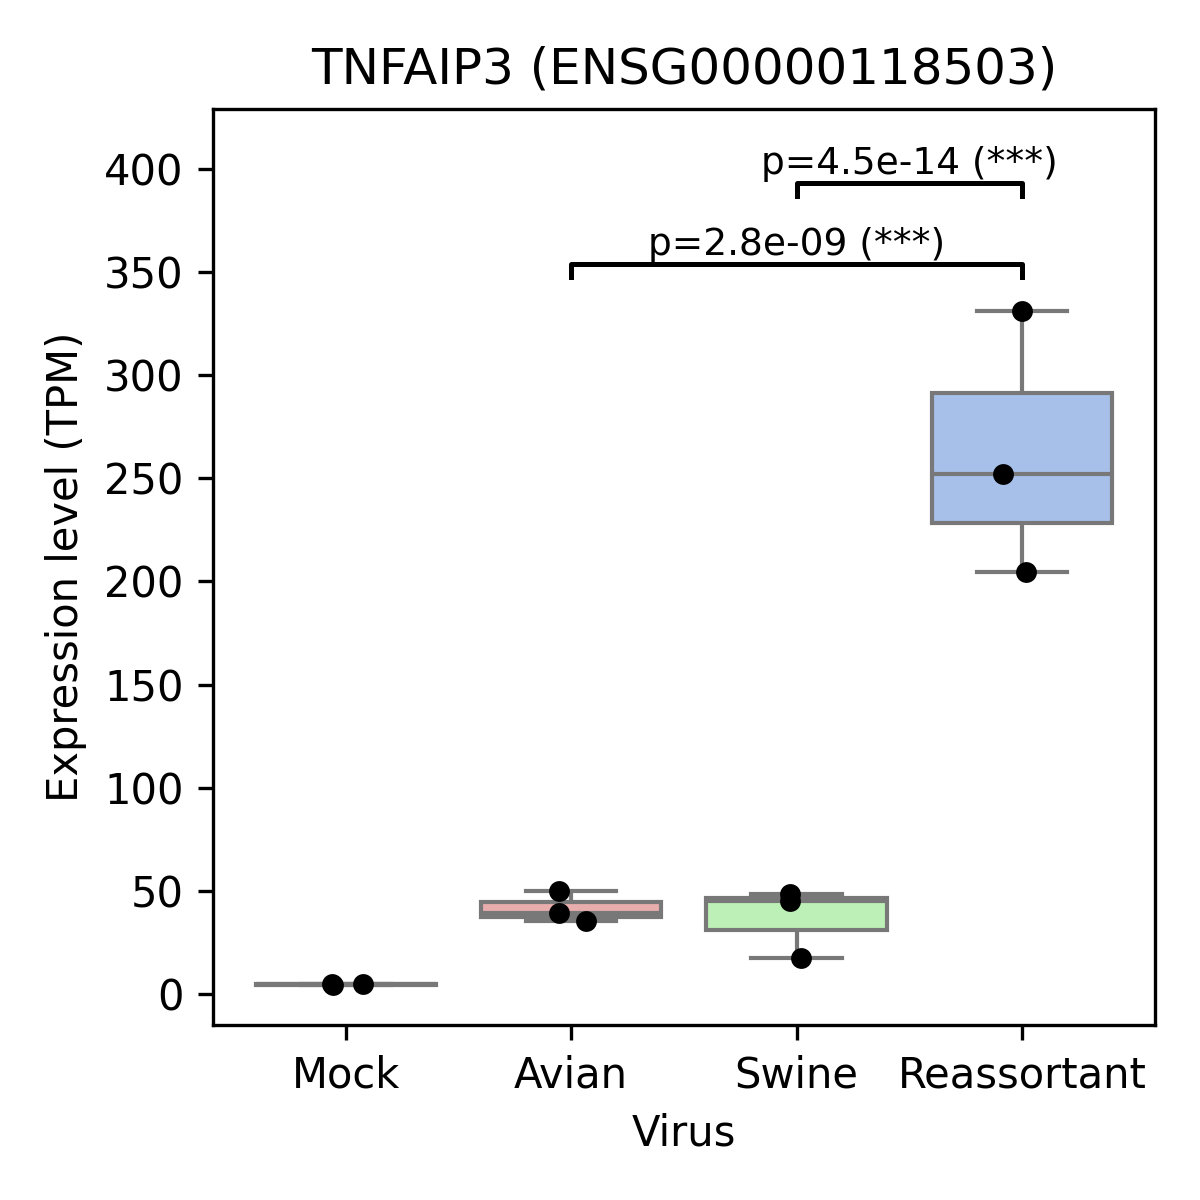 TNFAIP3 (ENSG00000118503)
p=4.5e-14 (***)
p=2.8e-09 (***)
Expression level (TPM)
400
350
300
250
200
150
100
50
0
Mock Avian Swine Reassortant
Virus